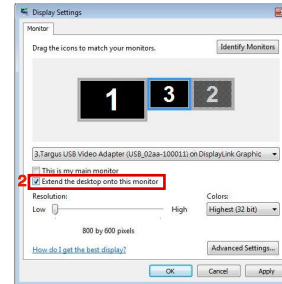 Display Settings
Monitor
Drag the icons to match your monitors.
Identify Monitors
1
3
2
3.Targus USB Video Adapter (USB_02aa-100011) on DisplayLink Graphic
This is my main monitor
2
Extend the desktop onto this monitor
Resolution:
Colors:
Low
High
Highest (32 bit)
800 by 600 pixels
How do I get the best display?
Advanced Settings...
OK
Cancel
Apply